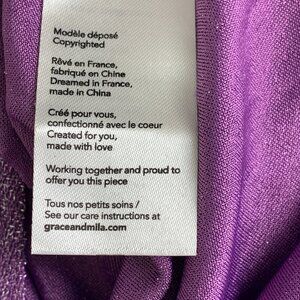 Modèle déposé
Copyrighted
Rêvé en France,
fabriqué en Chine
Dreamed in France,
made in China
Créé pour vous,
confectionné avec le coeur
Created for you,
made with love
Working together and proud to
offer you this piece
Tous nos petits soins /
See our care instructions at
graceandmila.com